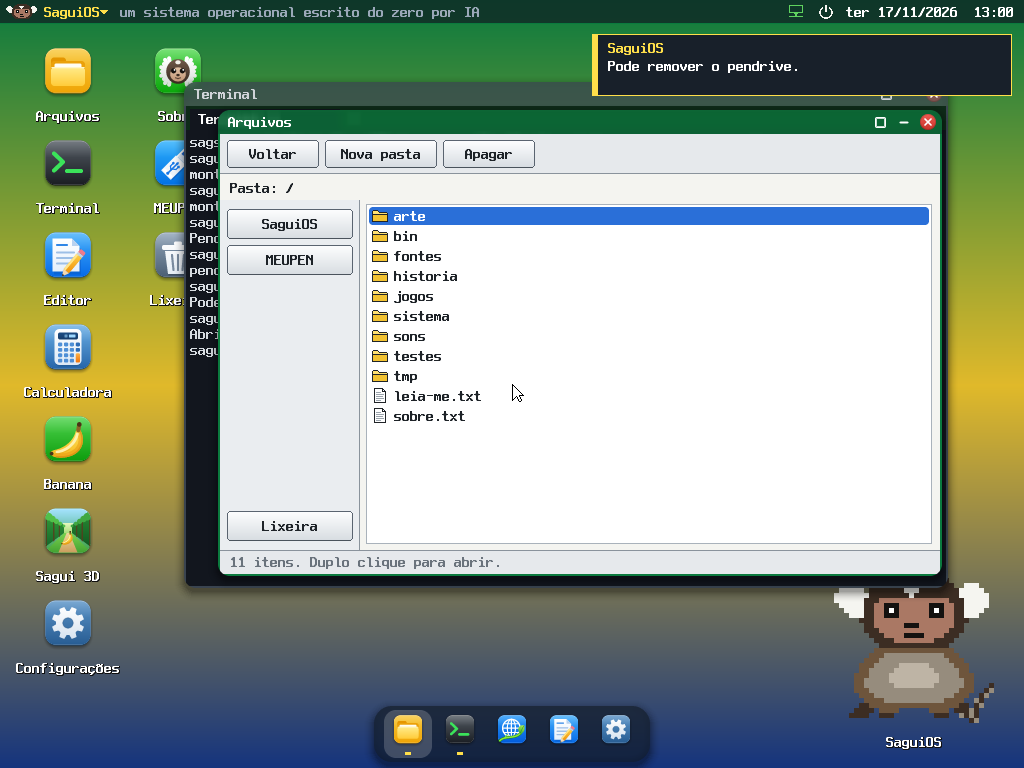 SaguiOS um sistema operacional escrito do zero por IA ter 17/11/2026 13:00
SaguiOS
Pode remover o pendrive.
Arquivos
Terminal
Editor
Calculadora
Banana
Sagui 3D
Configurações
Terminal
Arquivos
Voltar Nova pasta Apagar
Pasta: /
SaguiOS
MEUPEN
Lixeira
arte
bin
fontes
historia
jogos
sistema
sons
testes
tmp
leia-me.txt
sobre.txt
11 itens. Duplo clique para abrir.
SaguiOS